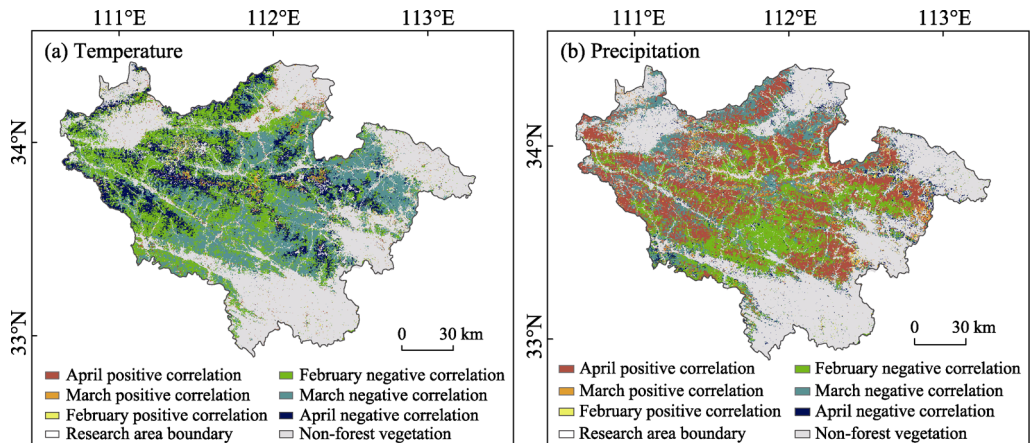 111°E 112°E 113°E
(a) Temperature
34°N
33°N
0 30 km
April positive correlation
March positive correlation
February positive correlation
Research area boundary
February negative correlation
March negative correlation
April negative correlation
Non-forest vegetation
111°E 112°E 113°E
(b) Precipitation
34°N
33°N
0 30 km
April positive correlation
March positive correlation
February positive correlation
Research area boundary
February negative correlation
March negative correlation
April negative correlation
Non-forest vegetation